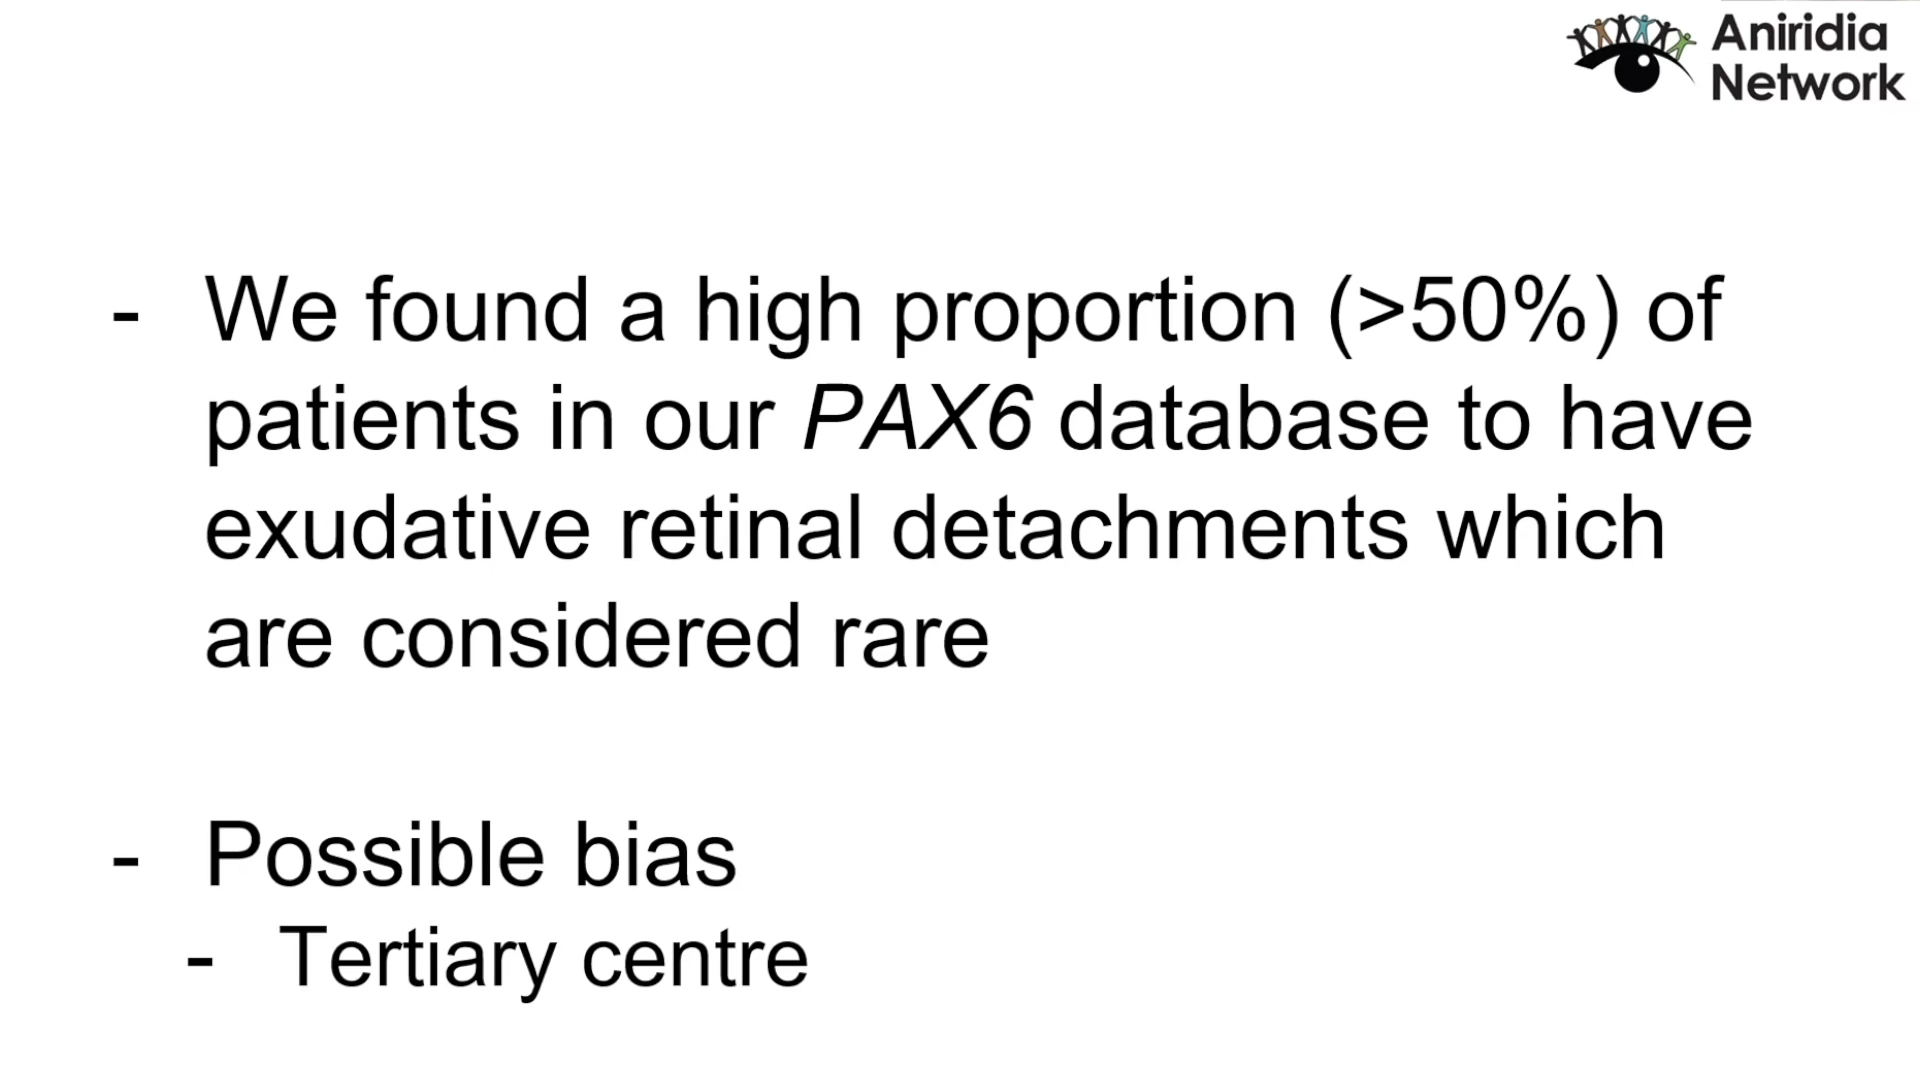 Aniridia
Network
- We found a high proportion (>50%) of
patients in our PAX6 database to have
exudative retinal detachments which
are considered rare
- Possible bias
- Tertiary centre